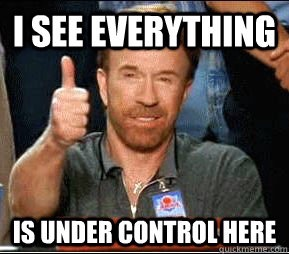 I SEE EVERYTHING
IS UNDER CONTROL HERE
quickmeme.com